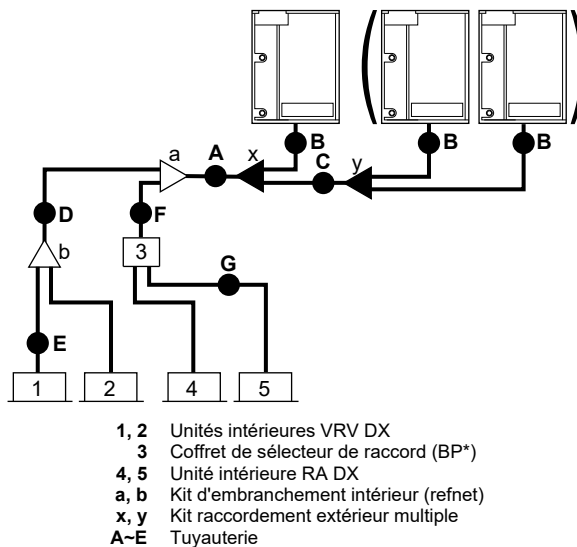 B
B
B
a
A
x
C
y
D
F
b
3
G
E
1
2
4
5
1, 2 Unités intérieures VRV DX
3 Coffret de sélecteur de raccord (BP*)
4, 5 Unité intérieure RA DX
a, b Kit d'embranchement intérieur (refnet)
x, y Kit raccordement extérieur multiple
A~E Tuyauterie